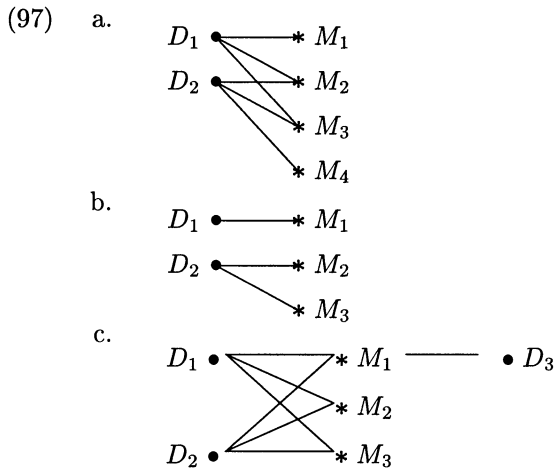 (97) a.
D₁ • * M₁
D₂ • * M₂
* M₃
* M₄
b.
D₁ • * M₁
D₂ • * M₂
* M₃
c.
D₁ • * M₁ • D₃
* M₂
D₂ • * M₃